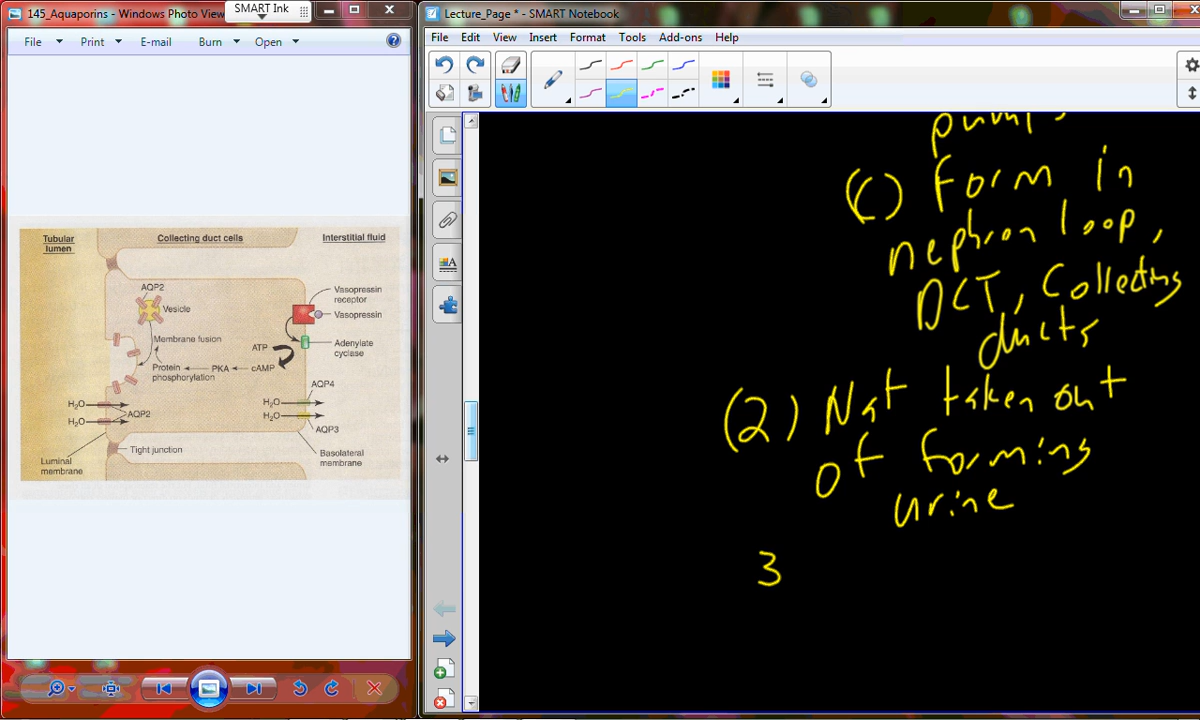 145_Aquaporins - Windows Photo View
SMART Ink
File Print E-mail Burn Open
Tubular
lumen
Collecting duct cells
Interstitial fluid
AQP2
Vesicle
Vasopressin
receptor
Vasopressin
Membrane fusion
ATP
Adenylate
cyclase
Protein
phosphorylation
PKA
cAMP
AQP4
H₂O
H₂O
AQP2
H₂O
H₂O
AQP3
Luminal
membrane
Tight junction
Basolateral
membrane
Lecture_Page * - SMART Notebook
File Edit View Insert Format Tools Add-ons Help
(C) Form in
nephron loop,
DCT, Collecting
ducts
(2) Not taken out
of forming
urine
3